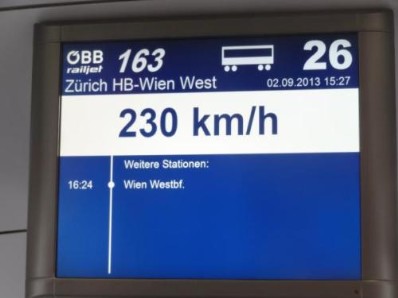 ÖBB railjet 163 26
Zürich HB-Wien West 02.09.2013 15:27
230 km/h
Weitere Stationen:
16:24 Wien Westbf.